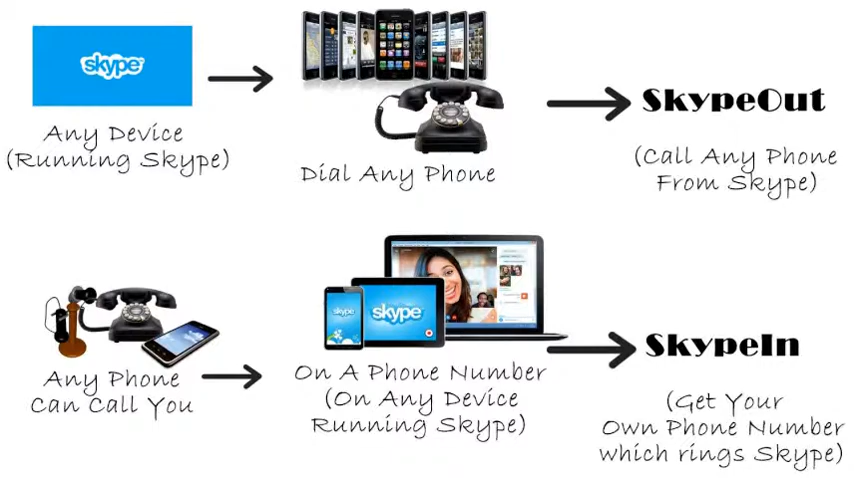 skype
Any Device
(Running Skype)
Dial Any Phone
SkypeOut
(Call Any Phone
From Skype)
skype
skype
Any Phone
Can Call You
On A Phone Number
(On Any Device
Running Skype)
SkypeIn
(Get Your
Own Phone Number
which rings Skype)